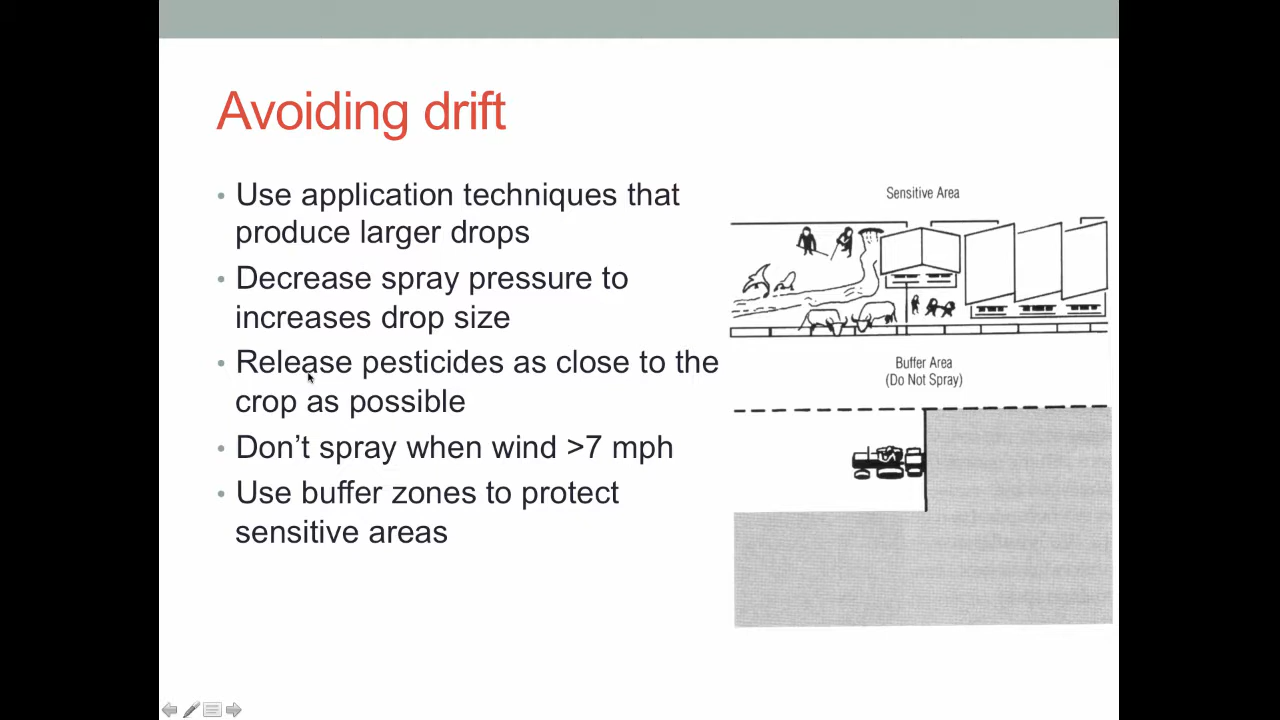 Avoiding drift
• Use application techniques that
produce larger drops
• Decrease spray pressure to
increases drop size
• Release pesticides as close to the
crop as possible
• Don’t spray when wind >7 mph
• Use buffer zones to protect
sensitive areas
Sensitive Area
Buffer Area
(Do Not Spray)